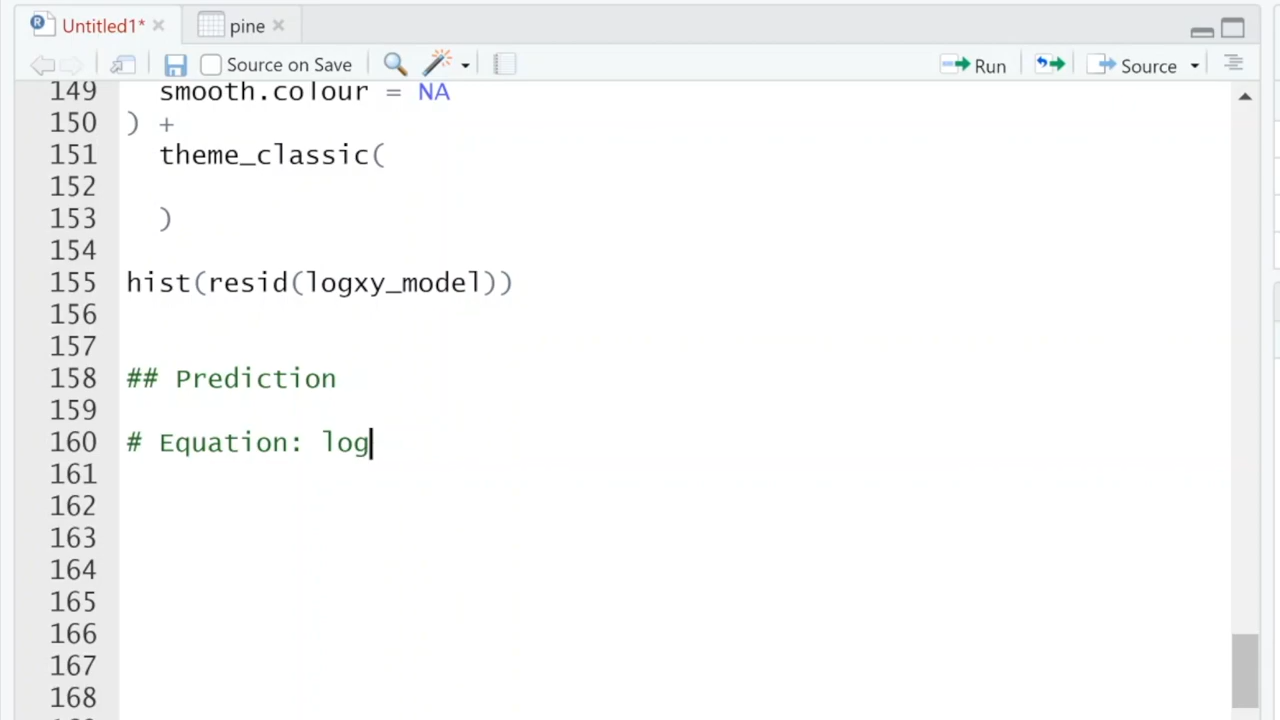 Untitled1* pine
Source on Save Run Source
149 smooth.colour = NA
150 ) +
151 theme_classic(
152
153 )
154
155 hist(resid(logxy_model))
156
157
158 ## Prediction
159
160 # Equation: log
161
162
163
164
165
166
167
168